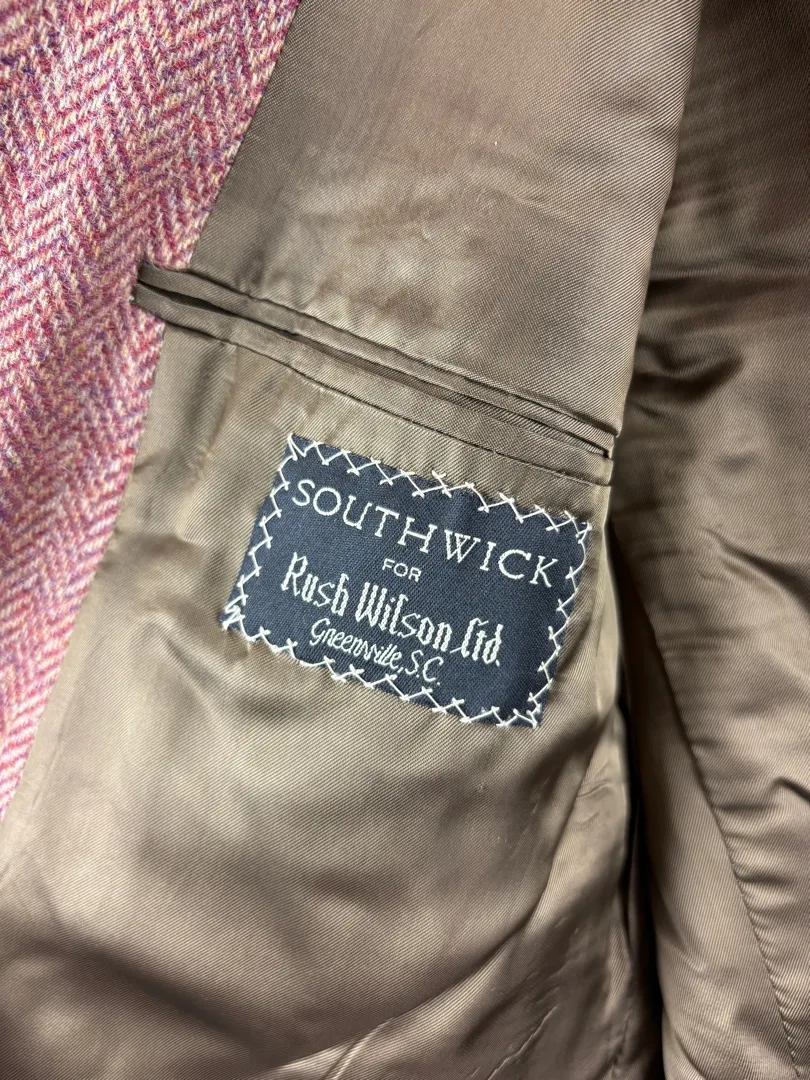 SOUTHWICK
FOR
Rush Wilson Ltd.
Greenville, S.C.